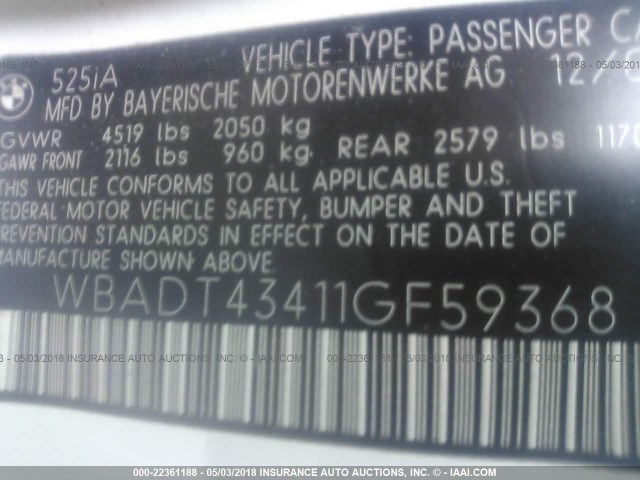 525iA VEHICLE TYPE: PASSENGER
MFD BY BAYERISCHE MOTORENWERKE AG 12/
GVWR 4519 lbs 2050 kg
GAWR FRONT 2116 lbs 960 kg, REAR 2579 lbs 1170
THIS VEHICLE CONFORMS TO ALL APPLICABLE U.S.
FEDERAL MOTOR VEHICLE SAFETY, BUMPER AND THEFT
PREVENTION STANDARDS IN EFFECT ON THE DATE OF
MANUFACTURE SHOWN ABOVE.
WBADT43411GF59368
000-22361188 - 05/03/2018 INSURANCE AUTO AUCTIONS, INC. © - IAAI.COM